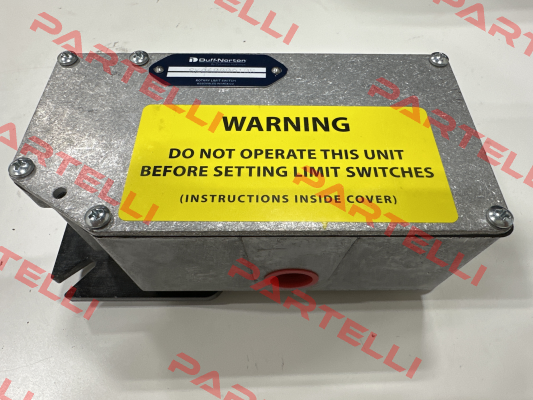 Duff-Norton
WARNING
DO NOT OPERATE THIS UNIT
BEFORE SETTING LIMIT SWITCHES
(INSTRUCTIONS INSIDE COVER)
PARTELLI
PARTELLI
PARTELLI
PARTELLI
PARTELLI